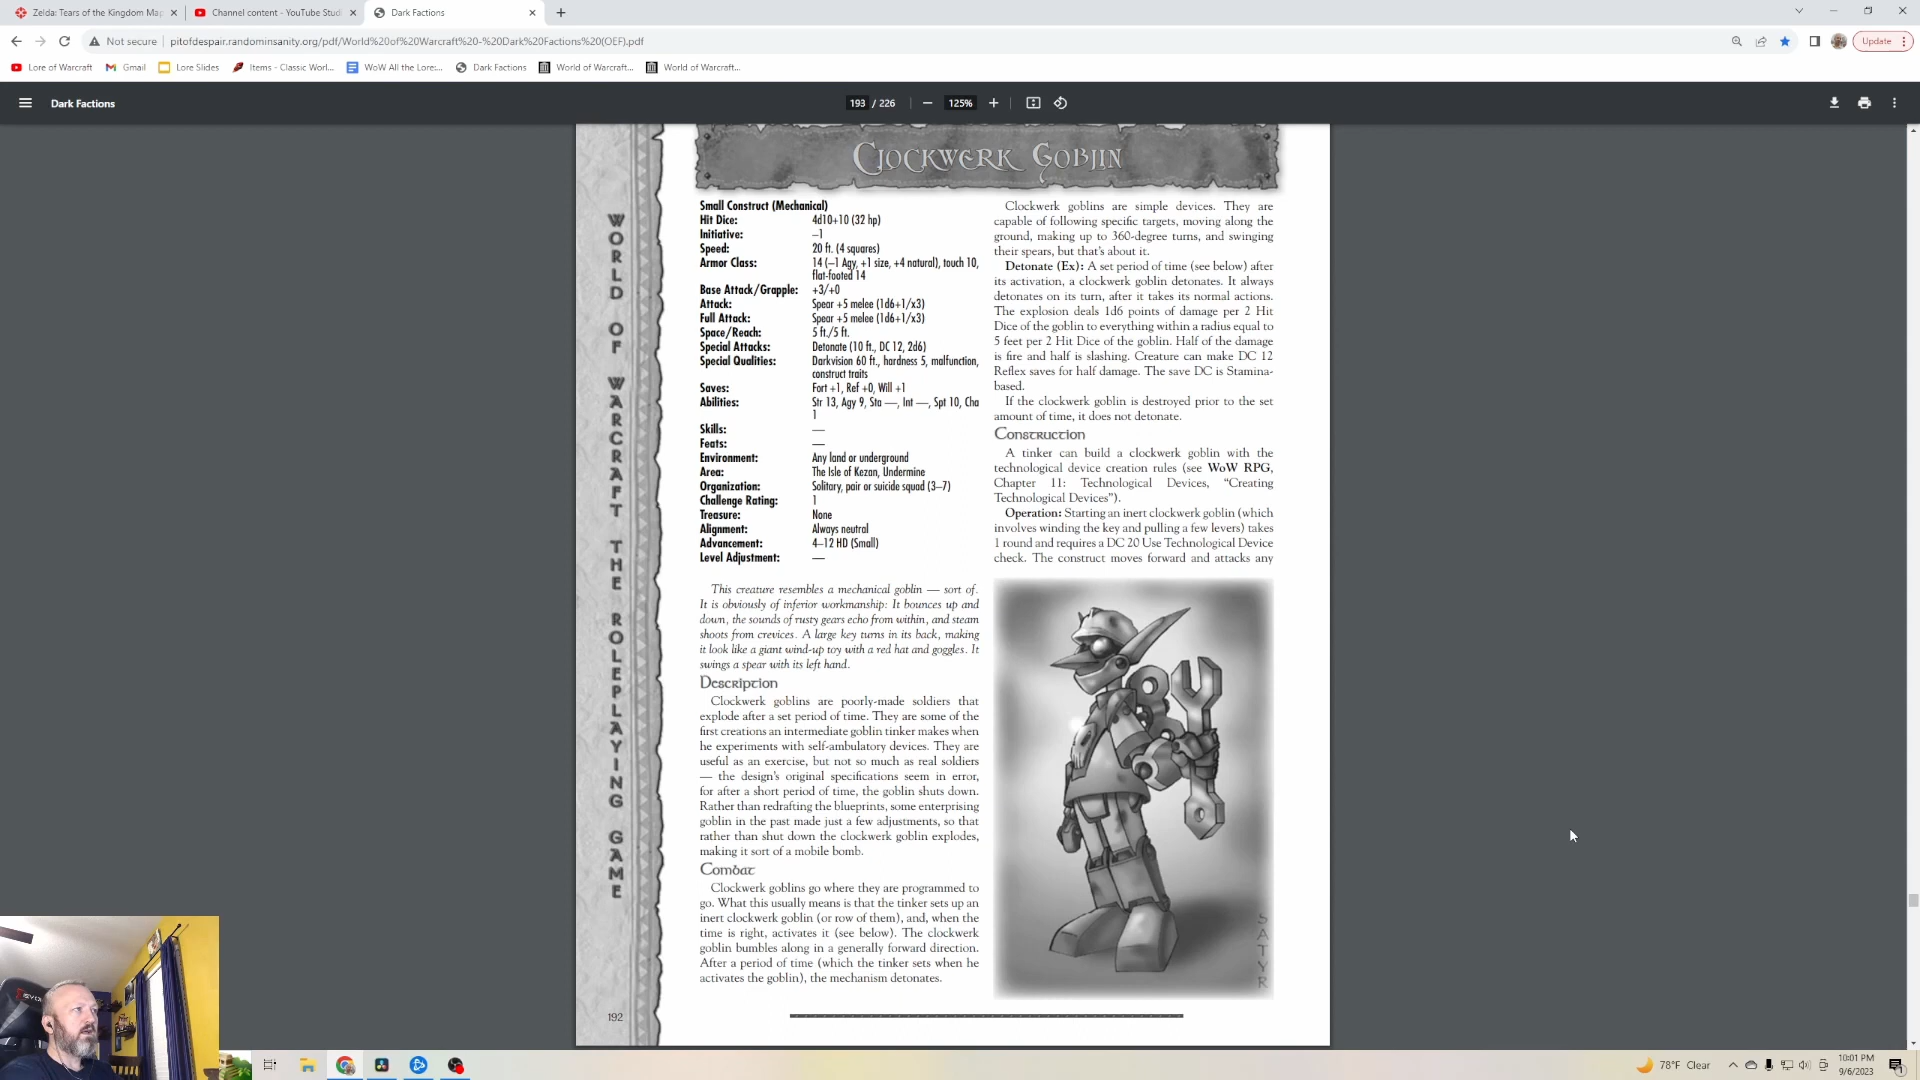 Zelda: Tears of the Kingdom Map
Channel content - YouTube Stud
Dark Factions
Not secure
pitofdespair.randominsanity.org/pdf/World%20of%20Warcraft%20-%20Dark%20Factions%20(OEF).pdf
Update
Lore of Warcraft
Gmail
Lore Slides
Items - Classic Worl...
WoW All the Lore:...
Dark Factions
World of Warcraft...
World of Warcraft...
Dark Factions
193 / 226
125%
WORLD OF WARCRAFT THE ROLEPLAYING GAME
Clockwerk Goblin
Small Construct (Mechanical)
Hit Dice: 4d10+10 (32 hp)
Initiative: –1
Speed: 20 ft. (4 squares)
Armor Class: 14 (–1 Agy, +1 size, +4 natural), touch 10,
flat-footed 14
Base Attack/Grapple: +3/+0
Attack: Spear +5 melee (1d6+1/x3)
Full Attack: Spear +5 melee (1d6+1/x3)
Space/Reach: 5 ft./5 ft.
Special Attacks: Detonate (10 ft., DC 12, 2d6)
Special Qualities: Darkvision 60 ft., hardness 5, malfunction,
construct traits
Saves: Fort +1, Ref +0, Will +1
Abilities: Str 13, Agy 9, Sta —, Int —, Spt 10, Cha
1
Skills: —
Feats: —
Environment: Any land or underground
Area: The Isle of Kezan, Undermine
Organization: Solitary, pair or suicide squad (3–7)
Challenge Rating: 1
Treasure: None
Alignment: Always neutral
Advancement: 4–12 HD (Small)
Level Adjustment: —
This creature resembles a mechanical goblin — sort of.
It is obviously of inferior workmanship: It bounces up and
down, the sounds of rusty gears echo from within, and steam
shoots from crevices. A large key turns in its back, making
it look like a giant wind-up toy with a red hat and goggles. It
swings a spear with its left hand.
Description
Clockwerk goblins are poorly-made soldiers that
explode after a set period of time. They are some of the
first creations an intermediate goblin tinker makes when
he experiments with self-ambulatory devices. They are
useful as an exercise, but not so much as real soldiers
— the design's original specifications seem in error,
for after a short period of time, the goblin shuts down.
Rather than redrafting the blueprints, some enterprising
goblin in the past made just a few adjustments, so that
rather than shut down the clockwerk goblin explodes,
making it sort of a mobile bomb.
Combat
Clockwerk goblins go where they are programmed to
go. What this usually means is that the tinker sets up an
inert clockwerk goblin (or row of them), and, when the
time is right, activates it (see below). The clockwerk
goblin bumbles along in a generally forward direction.
After a period of time (which the tinker sets when he
activates the goblin), the mechanism detonates.
Clockwerk goblins are simple devices. They are
capable of following specific targets, moving along the
ground, making up to 360-degree turns, and swinging
their spears, but that's about it.
Detonate (Ex): A set period of time (see below) after
its activation, a clockwerk goblin detonates. It always
detonates on its turn, after it takes its normal actions.
The explosion deals 1d6 points of damage per 2 Hit
Dice of the goblin to everything within a radius equal to
5 feet per 2 Hit Dice of the goblin. Half of the damage
is fire and half is slashing. Creature can make DC 12
Reflex saves for half damage. The save DC is Stamina-
based.
If the clockwerk goblin is destroyed prior to the set
amount of time, it does not detonate.
Construction
A tinker can build a clockwerk goblin with the
technological device creation rules (see WoW RPG,
Chapter 11: Technological Devices, “Creating
Technological Devices”).
Operation: Starting an inert clockwerk goblin (which
involves winding the key and pulling a few levers) takes
1 round and requires a DC 20 Use Technological Device
check. The construct moves forward and attacks any
SATYR
192
78°F Clear
10:01 PM
9/6/2023